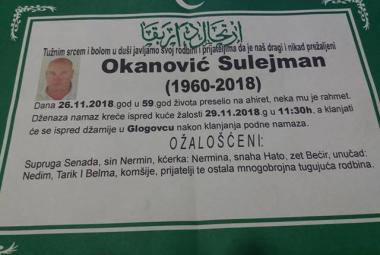 Tužnim srcem i bolom u duši javljamo svoj rodbini i prijateljima da je naš dragi i nikad prežaljeni
Okanović Sulejman
(1960-2018)
Dana 26.11.2018.god u 59 god života preselio na ahiret, neka mu je rahmet.
Dženaza namaz kreće ispred kuće žalosti 29.11.2018.g u 11:30h. a klanjati
će se ispred džamije u Glogovcu nakon klanjanja podne namaza.
OŽALOŠĆENI:
Supruga Senada, sin Nermin, kćerka: Nermina, snaha Hato, zet Bećir, unučad:
Nedim, Tarik I Belma, komšije, prijatelji te ostala mnogobrojna tugujuća rodbina.